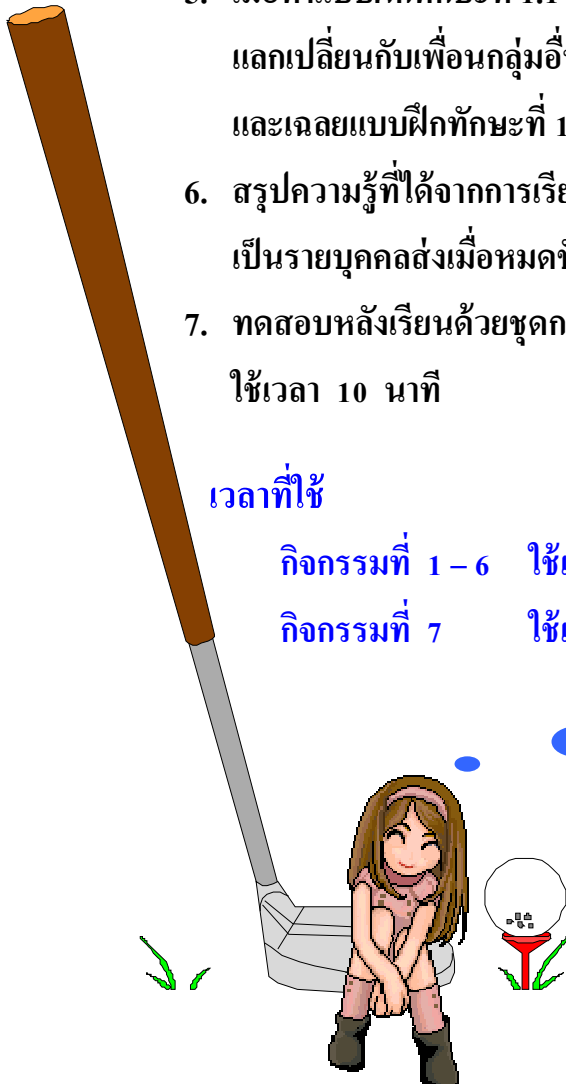 แลกเปลี่ยนกับเพื่อนกลุ่มอื่
และเฉลยแบบฝึกทักษะที่ 1
6. สรุปความรู้ที่ได้จากการเรีย
เป็นรายบุคคลส่งเมื่อหมดชั
7. ทดสอบหลังเรียนด้วยชุดก
ใช้เวลา 10 นาที
เวลาที่ใช้
กิจกรรมที่ 1 – 6 ใช้เ
กิจกรรมที่ 7 ใช้เ